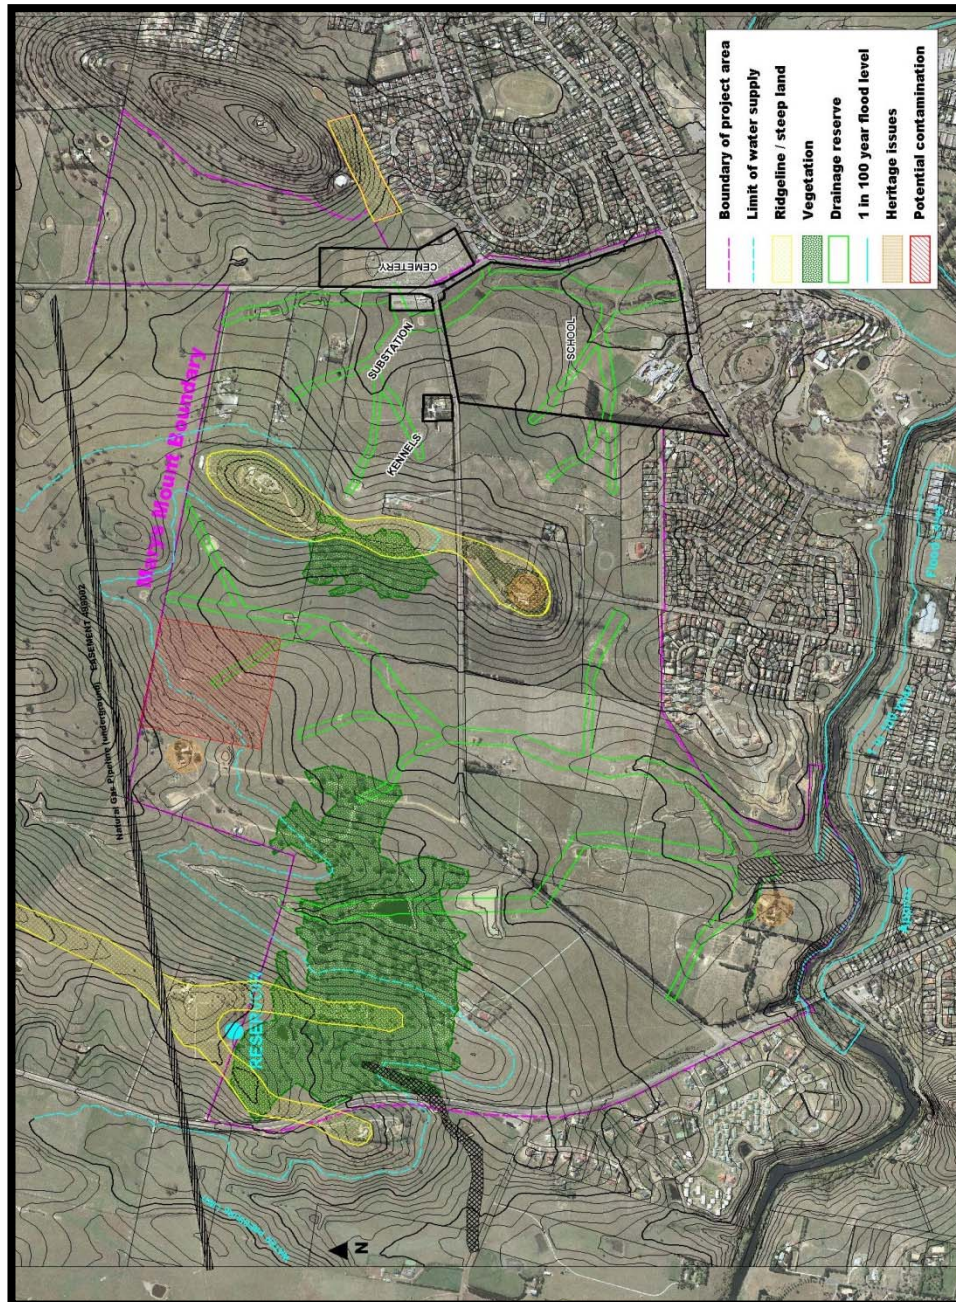 Boundary of project area
Limit of water supply
Ridgeline / steep land
Vegetation
Drainage reserve
1 in 100 year flood level
Heritage issues
Potential contamination
CEMETERY
SUBSTATION
SCHOOL
KENNELS
Mount Boundary
Natural Gas Pipeline (underground)
EASEMENT
RESERVOIR
N